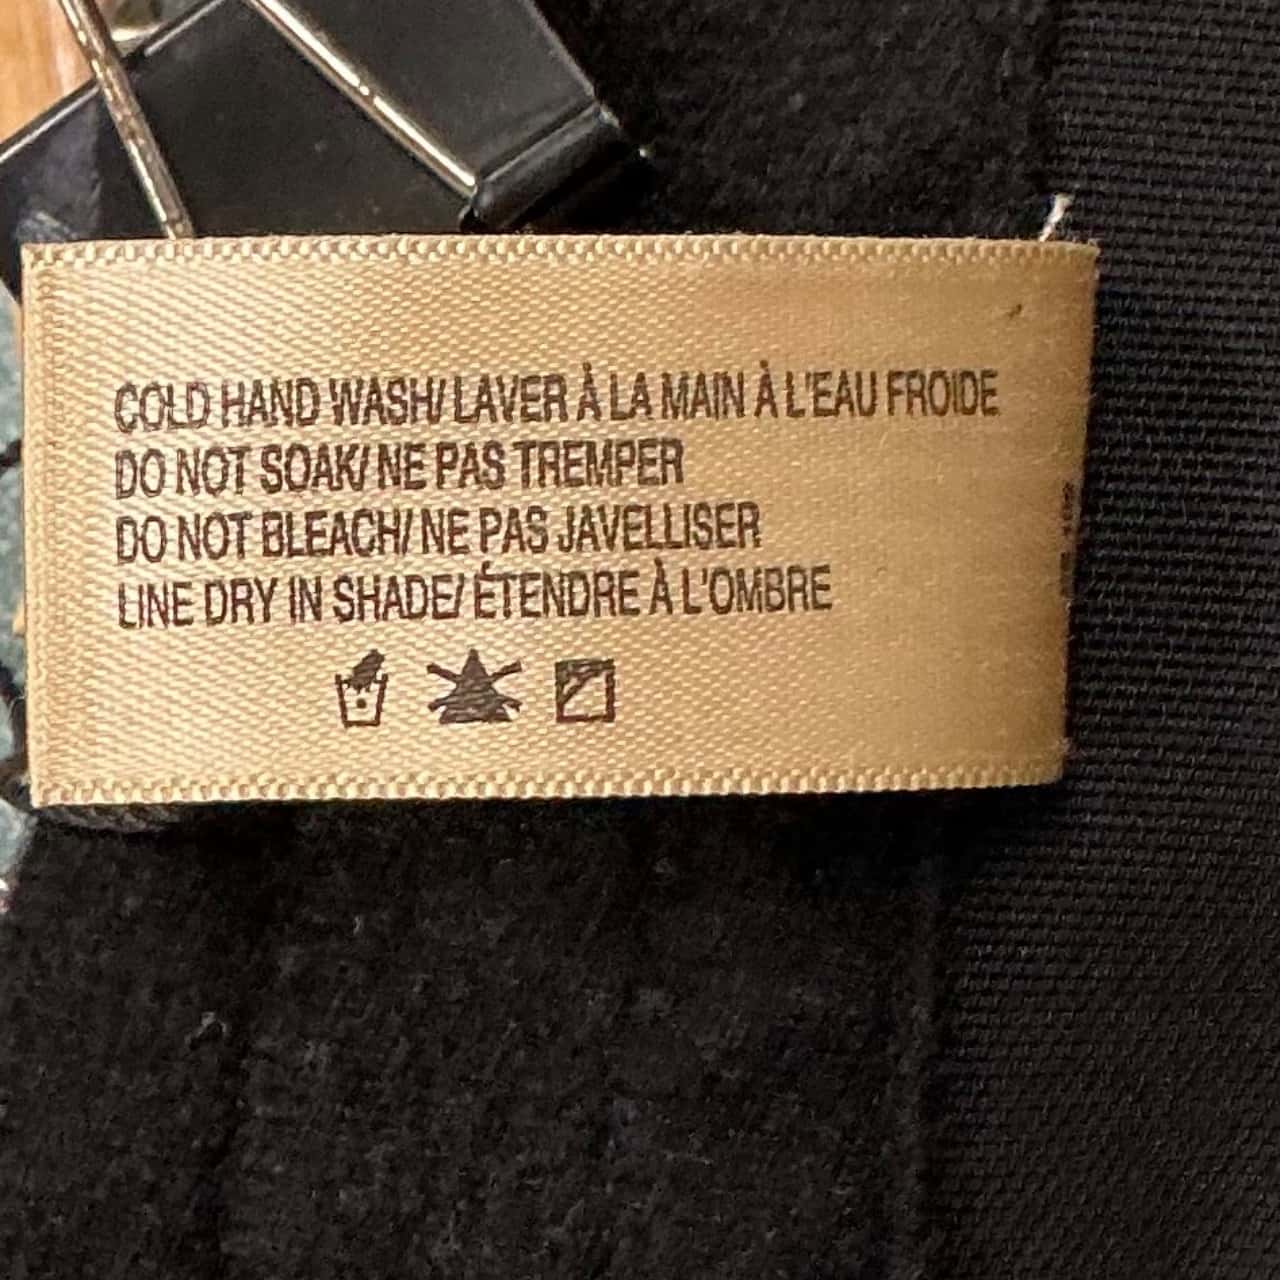 COLD HAND WASH/ LAVER À LA MAIN À L'EAU FROIDE
DO NOT SOAK/ NE PAS TREMPER
DO NOT BLEACH/ NE PAS JAVELLISER
LINE DRY IN SHADE/ ÉTENDRE À L'OMBRE